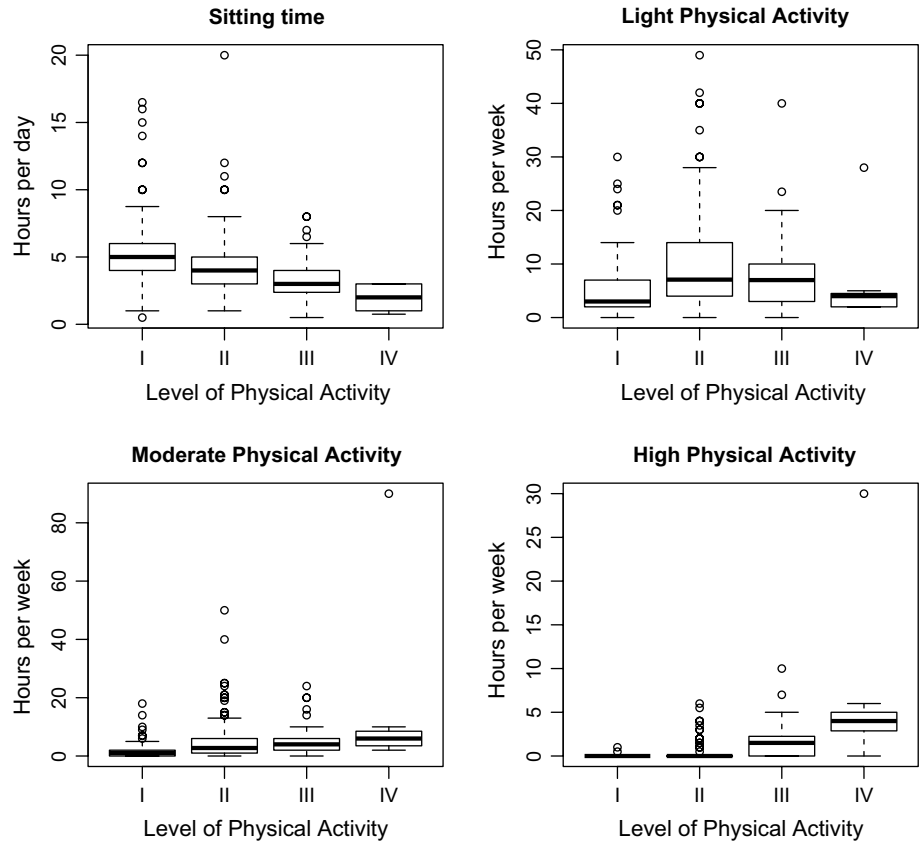 Sitting time
Hours per day
20
15
10
5
0
I II III IV
Level of Physical Activity
Light Physical Activity
Hours per week
50
40
30
20
10
0
I II III IV
Level of Physical Activity
Moderate Physical Activity
Hours per week
80
60
40
20
0
I II III IV
Level of Physical Activity
High Physical Activity
Hours per week
30
25
20
15
10
5
0
I II III IV
Level of Physical Activity